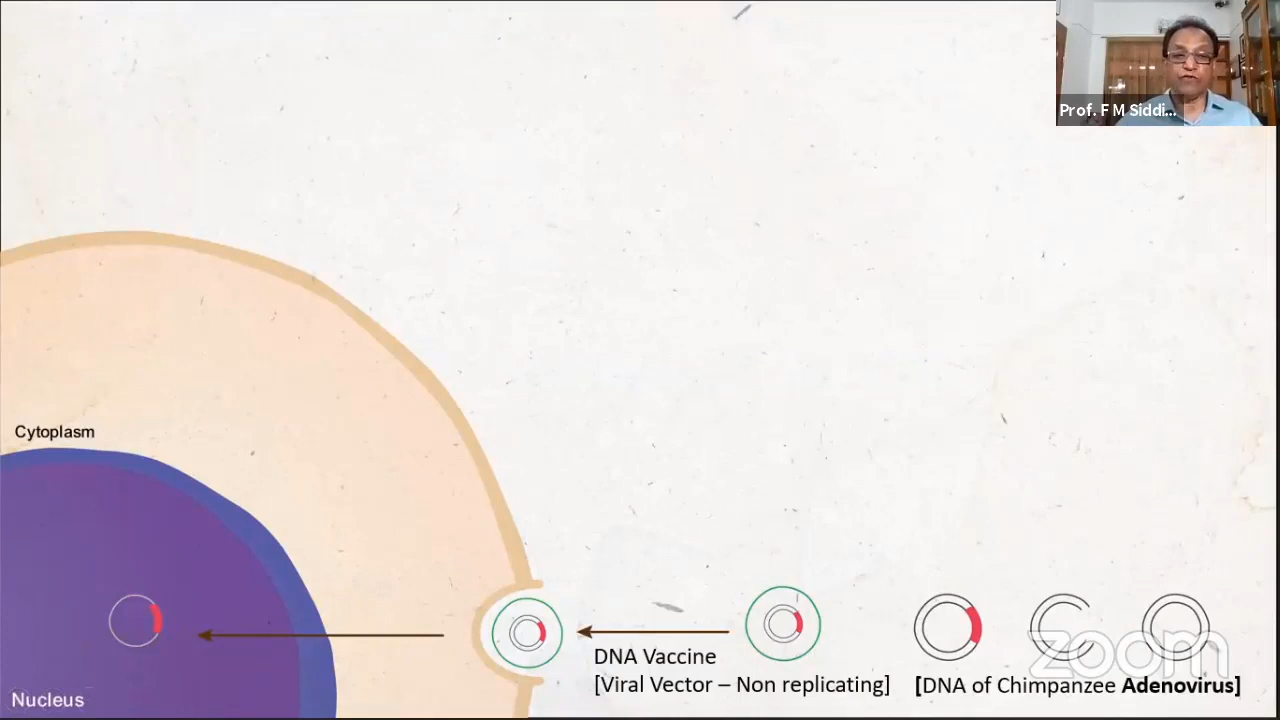 Prof. F M Siddi...
Cytoplasm
DNA Vaccine
[Viral Vector – Non replicating]
[DNA of Chimpanzee Adenovirus]
Nucleus
zoom